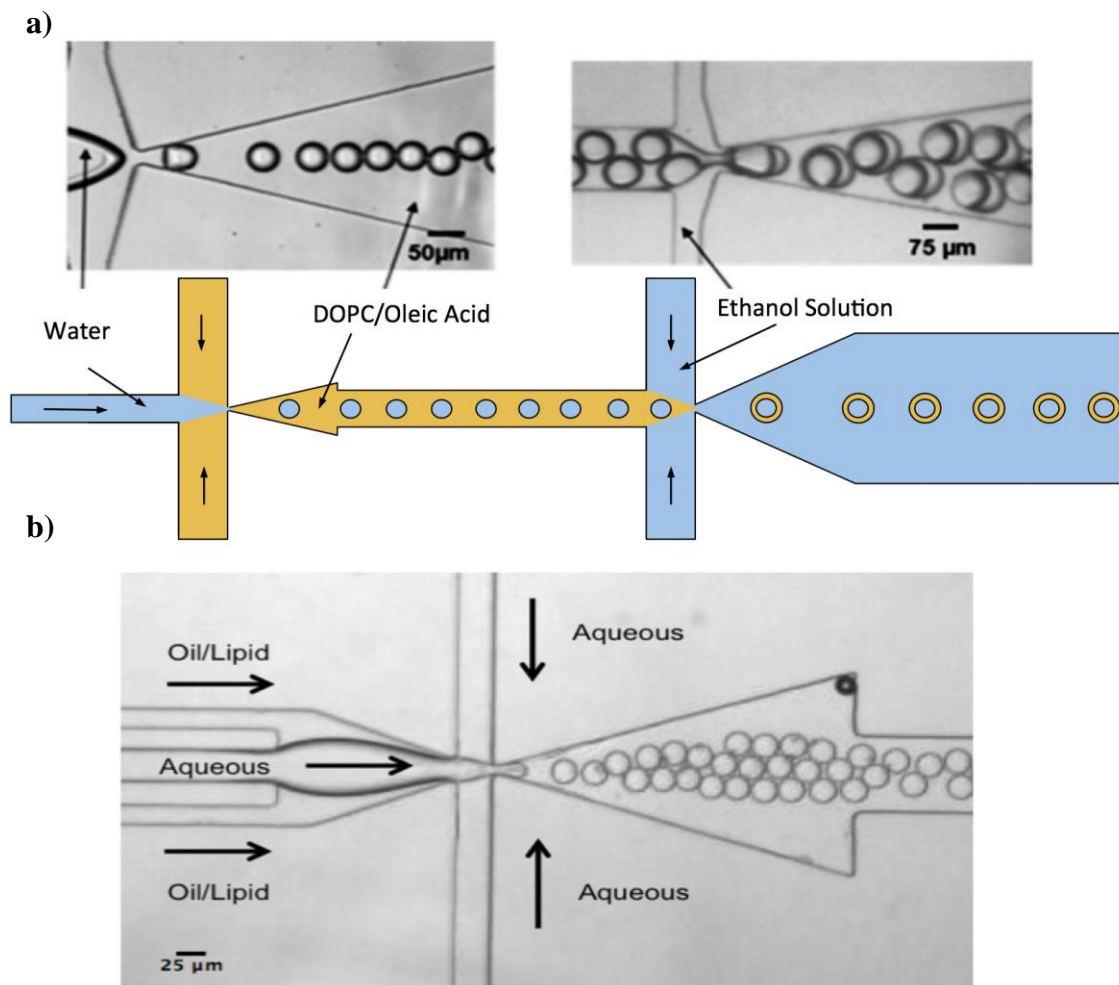 a)
50µm
75 µm
Water
DOPC/Oleic Acid
Ethanol Solution
b)
Oil/Lipid
Aqueous
Aqueous
Oil/Lipid
Aqueous
25 µm